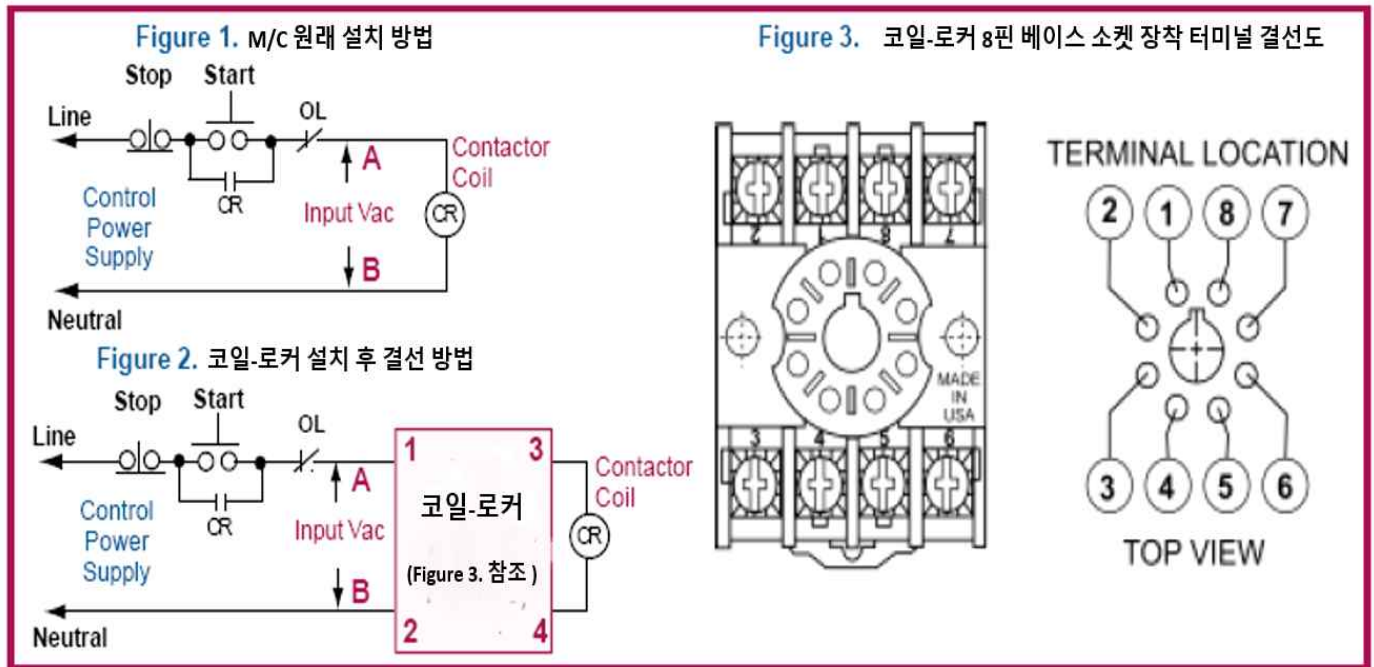 Figure 1. M/C 원래 설치 방법
Stop Start
Line
OL
A
Contactor
Coil
Control
Power
Supply
CR
Input Vac
CR
B
Neutral
Figure 2. 코일-로커 설치 후 결선 방법
Stop Start
Line
OL
1 3
A
Contactor
Coil
코일-로커
Control
Power
Supply
CR
Input Vac
CR
(Figure 3. 참조 )
B
2 4
Neutral
Figure 3. 코일-로커 8핀 베이스 소켓 장착 터미널 결선도
2 1 8 7
MADE
IN
USA
3 4 5 6
TERMINAL LOCATION
2 1 8 7
3 4 5 6
TOP VIEW